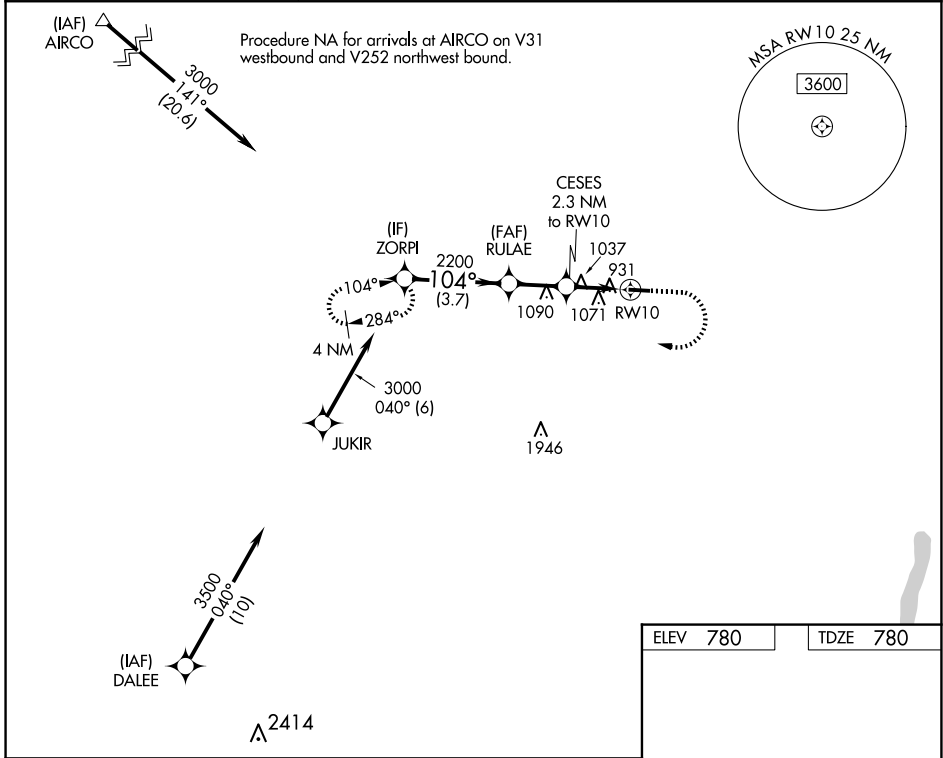 (IAF)
AIRCO
Procedure NA for arrivals at AIRCO on V31
westbound and V252 northwest bound.
3000
141°
(20.6)
MSA RW10 25 NM
3600
CESES
2.3 NM
to RW10
(IF)
ZORPI
(FAF)
RULAE
1037
2200
104°
(3.7)
931
104°
284°
1090
1071
RW10
4 NM
3000
040° (6)
JUKIR
1946
3500
040°
(10)
(IAF)
DALEE
2414
ELEV 780
TDZE 780